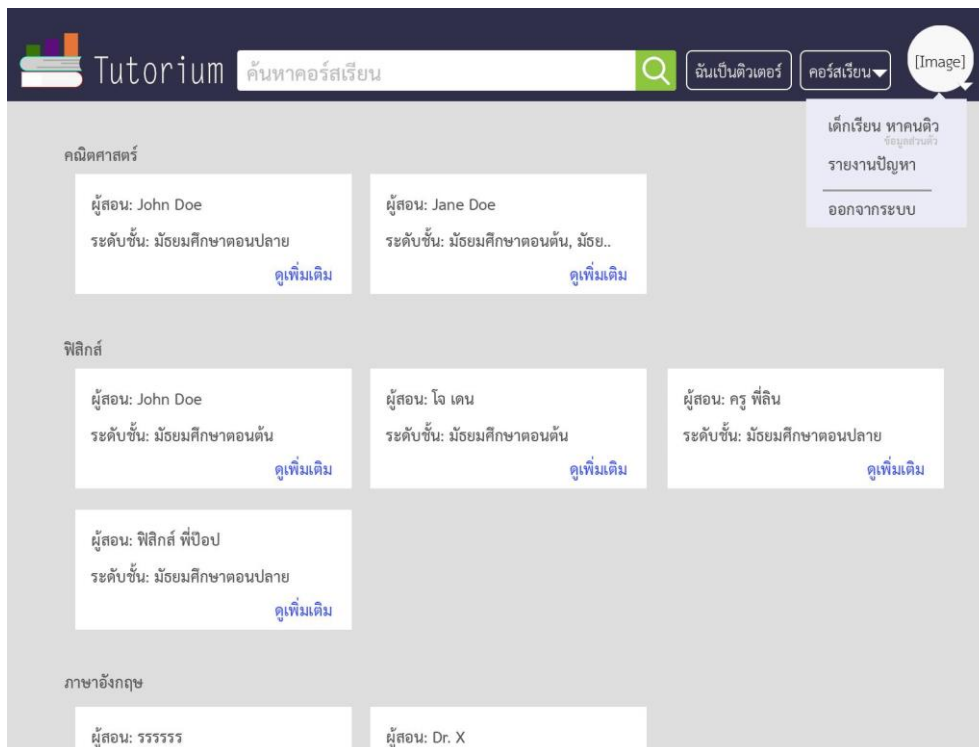 Tutorium
ค้นหาคอร์สเรียน
ฉันเป็นติวเตอร์
คอร์สเรียน
[Image]
เด็กเรียน หาคนติว
ข้อมูลส่วนตัว
รายงานปัญหา
ออกจากระบบ
คณิตศาสตร์
ผู้สอน: John Doe
ระดับชั้น: มัธยมศึกษาตอนปลาย
ดูเพิ่มเติม
ผู้สอน: Jane Doe
ระดับชั้น: มัธยมศึกษาตอนต้น, มัธย..
ดูเพิ่มเติม
ฟิสิกส์
ผู้สอน: John Doe
ระดับชั้น: มัธยมศึกษาตอนต้น
ดูเพิ่มเติม
ผู้สอน: โจ เดน
ระดับชั้น: มัธยมศึกษาตอนต้น
ดูเพิ่มเติม
ผู้สอน: ครู พี่ลิน
ระดับชั้น: มัธยมศึกษาตอนปลาย
ดูเพิ่มเติม
ผู้สอน: ฟิสิกส์ พี่ป๊อป
ระดับชั้น: มัธยมศึกษาตอนปลาย
ดูเพิ่มเติม
ภาษาอังกฤษ
ผู้สอน: รรรรรร
ผู้สอน: Dr. X